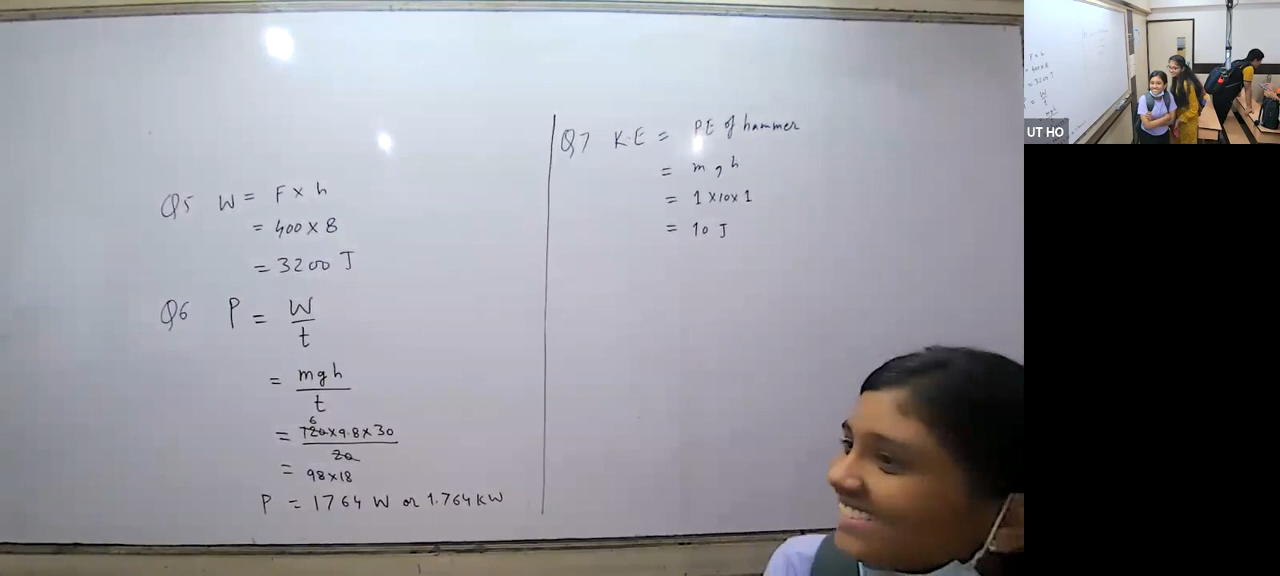 Q5 W = F × h
= 400 × 8
= 3200 J
Q6 P = W
t
= mgh
t
6
= 120×9.8×30
20
= 98×18
P = 1764 W or 1.764 KW
Q7 K.E = PE of hammer
= m g h
= 1 × 10 × 1
= 10 J
UT HO